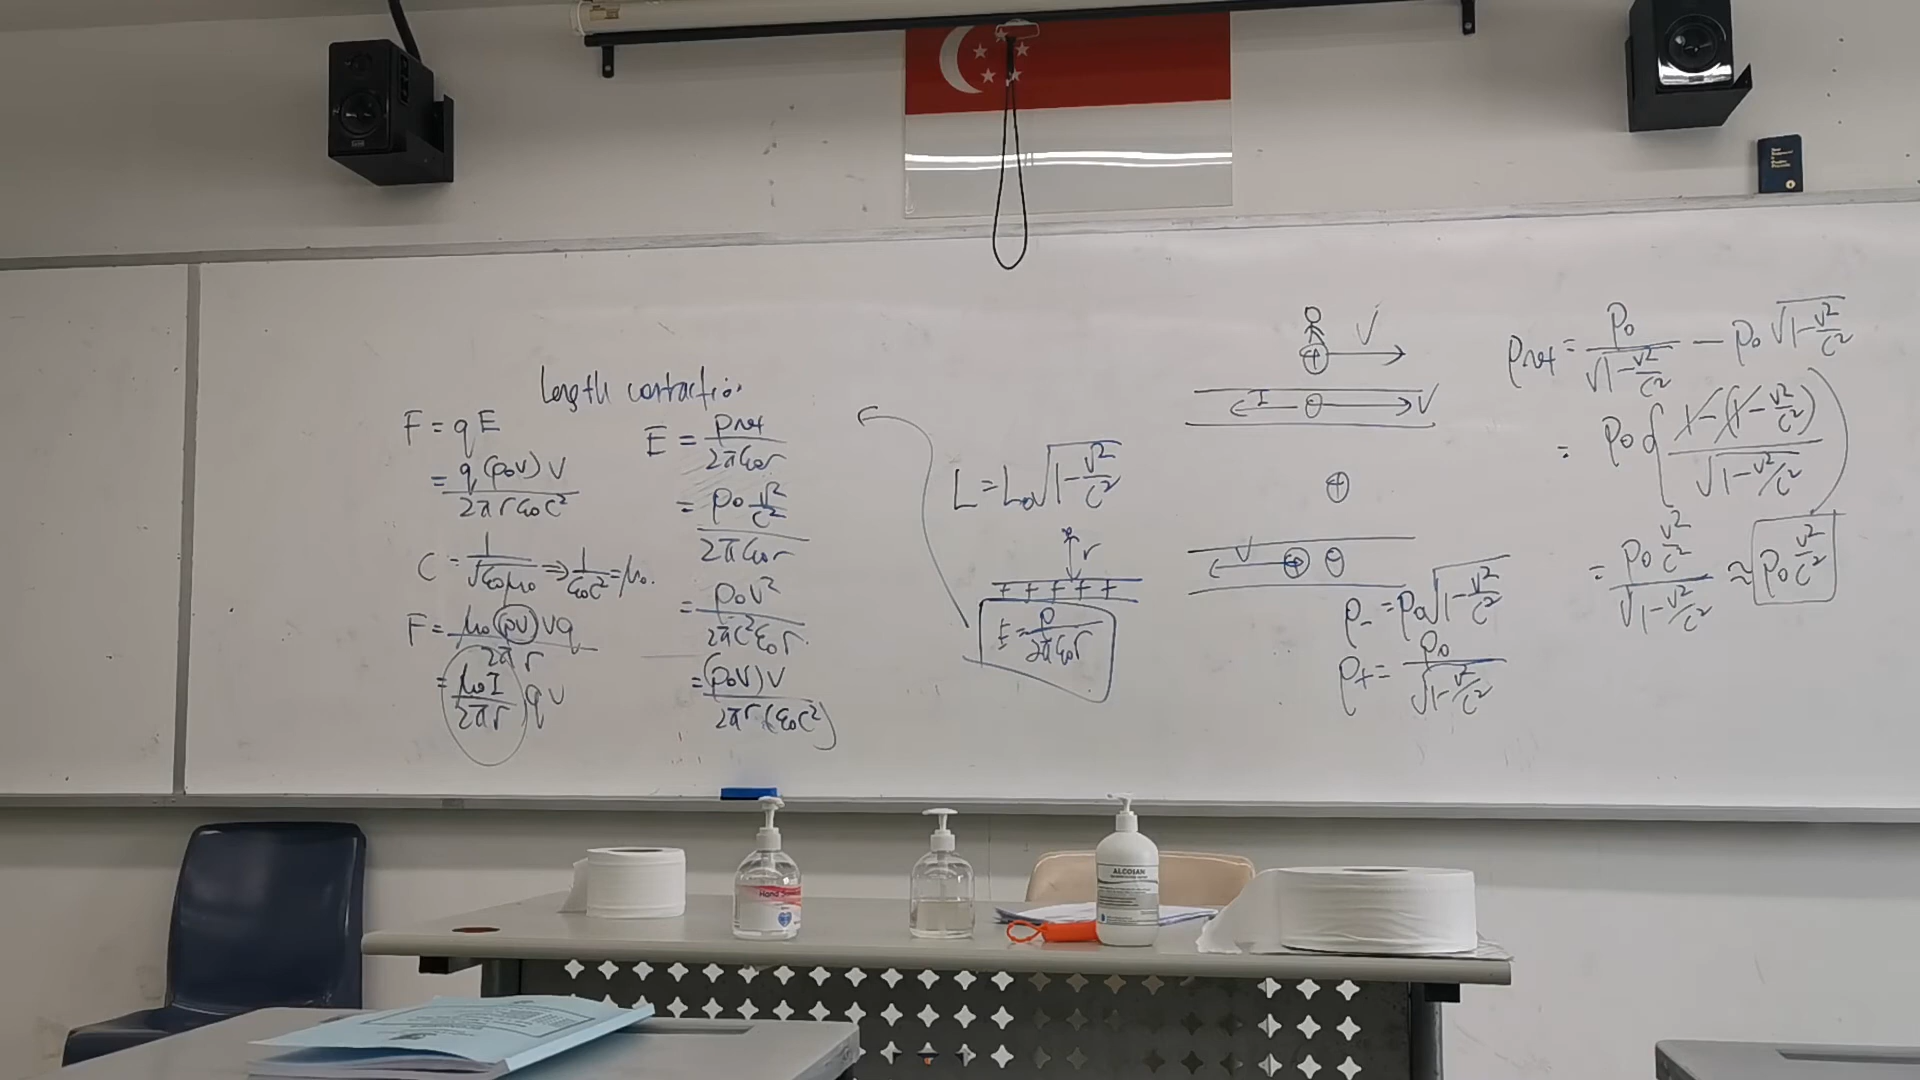 Length contraction
F = qE
= q(ρ₀v)v / 2πrε₀c²
C = 1/√(ε₀μ₀) ⇒ 1/(ε₀c²) = μ₀.
F = μ₀(ρv)vq / 2πr
= (μ₀I / 2πr) qv
E = ρnet / 2πε₀r
= ρ₀ v²/c² / 2πε₀r
= ρ₀v² / 2πc²ε₀r.
= (ρ₀v)v / 2πr(ε₀c²)
L = L₀√(1-v²/c²)
r
+ + + + +
E = ρ / 2πε₀r
+ V
I - V
+
V + -
ρ- = ρ₀√(1-v²/c²)
ρ+ = ρ₀ / √(1-v²/c²)
ρnet = ρ₀ / √(1-v²/c²) - ρ₀√(1-v²/c²)
= ρ₀ ( 1-(1-v²/c²) / √(1-v²/c²) )
= ρ₀ v²/c² / √(1-v²/c²) ≈ ρ₀ v²/c²
Hand Sanitizer
ALCOSAN